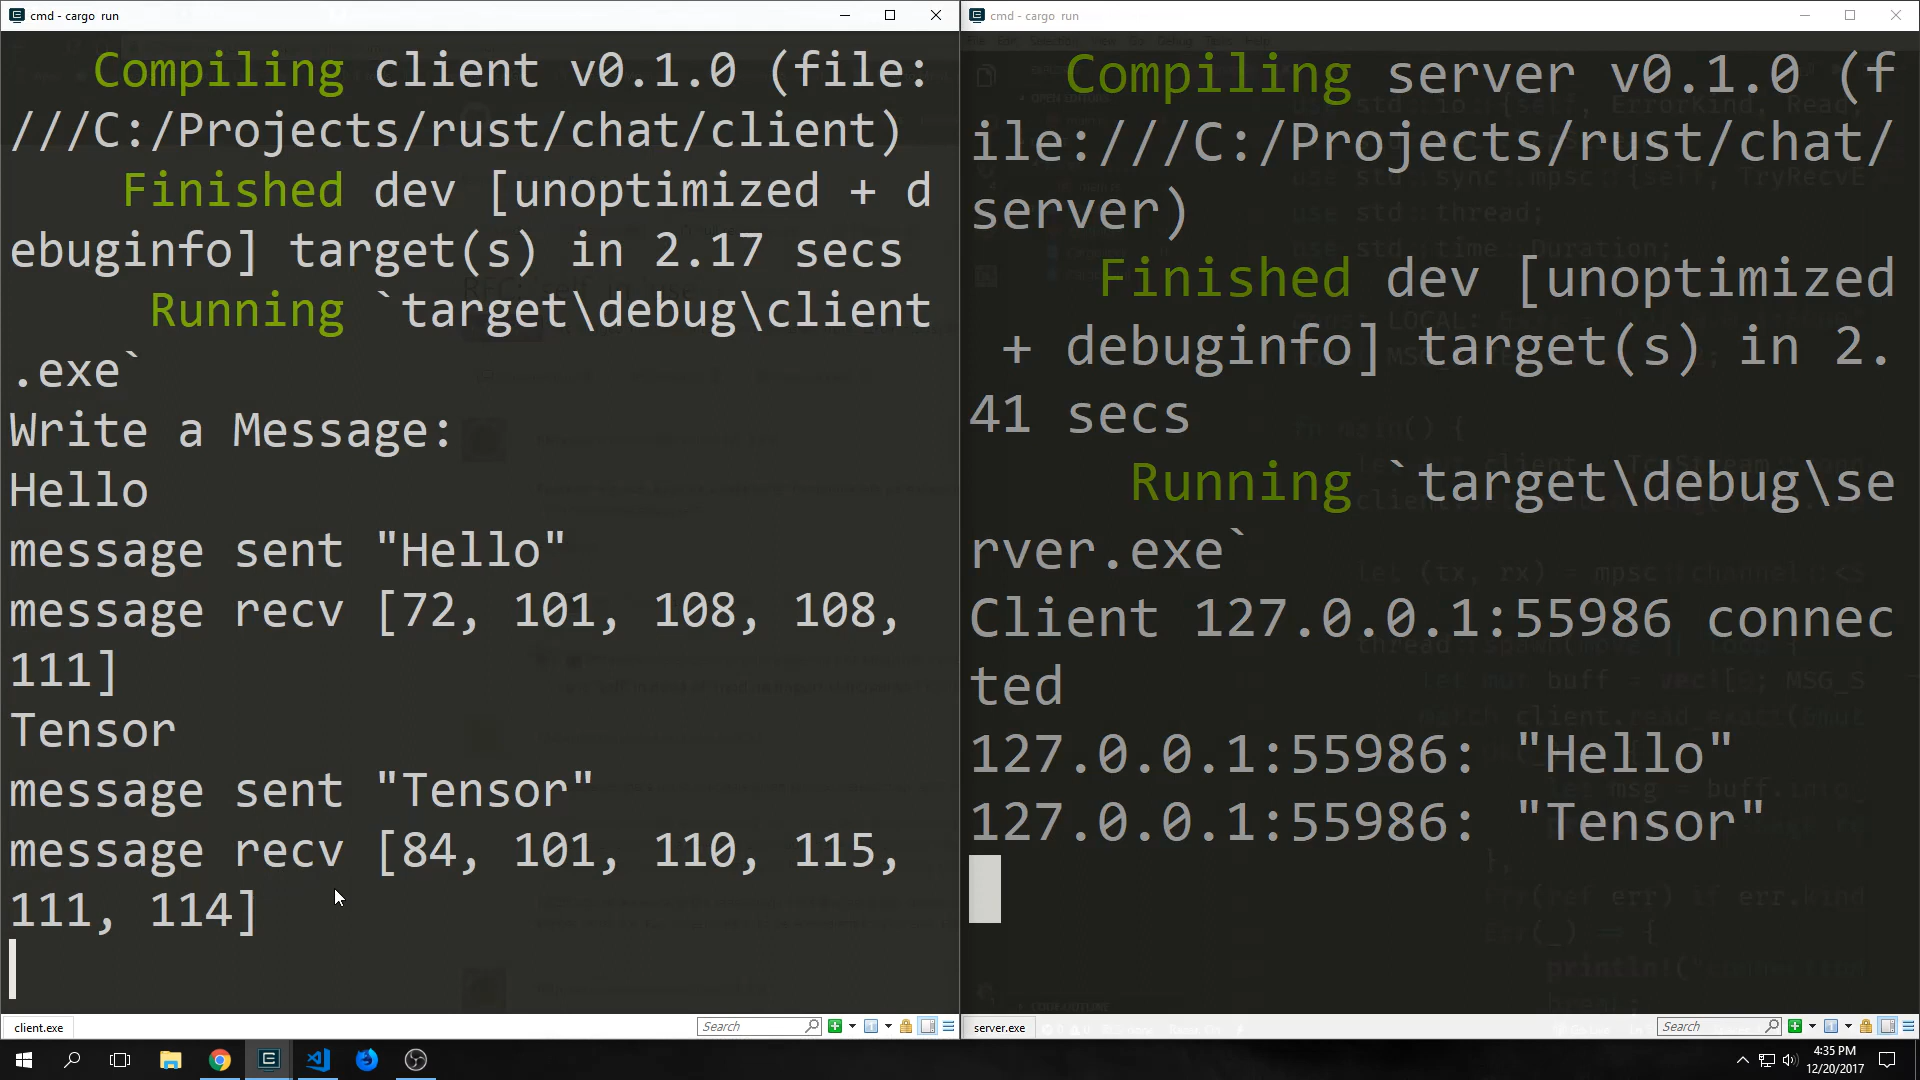 cmd - cargo  run
Compiling client v0.1.0 (file:
///C:/Projects/rust/chat/client)
Finished dev [unoptimized + d
ebuginfo] target(s) in 2.17 secs
Running `target\debug\client
.exe`
Write a Message:
Hello
message sent "Hello"
message recv [72, 101, 108, 108,
111]
Tensor
message sent "Tensor"
message recv [84, 101, 110, 115,
111, 114]
client.exe
Search
cmd - cargo  run
Compiling server v0.1.0 (f
ile:///C:/Projects/rust/chat/
server)
Finished dev [unoptimized
+ debuginfo] target(s) in 2.
41 secs
Running `target\debug\se
rver.exe`
Client 127.0.0.1:55986 connec
ted
127.0.0.1:55986: "Hello"
127.0.0.1:55986: "Tensor"
server.exe
Search
4:35 PM
12/20/2017